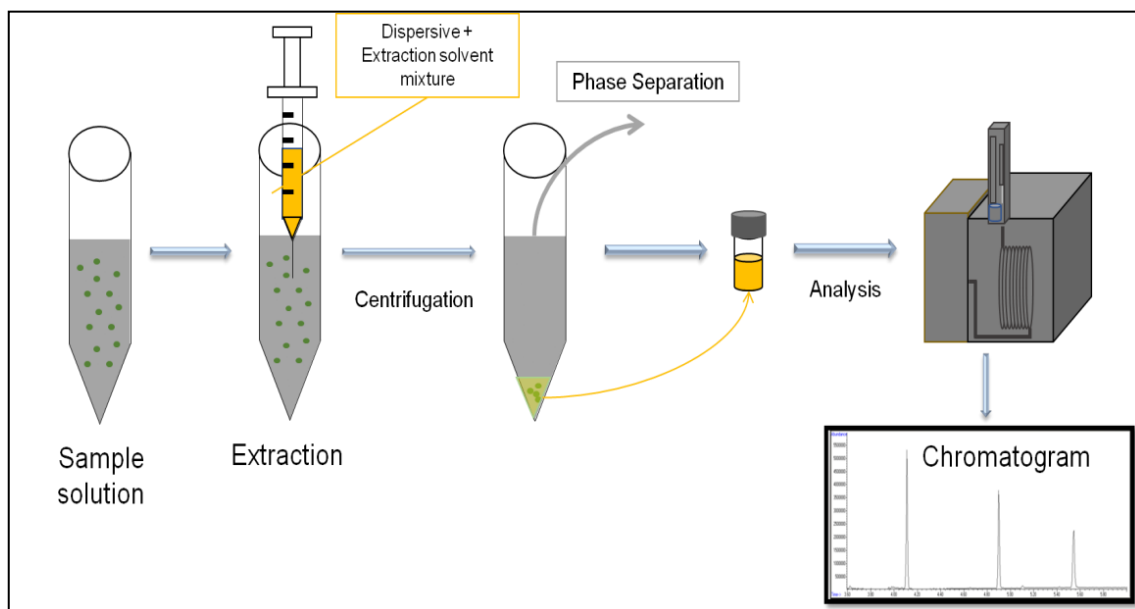 Dispersive +
Extraction solvent
mixture
Phase Separation
Centrifugation
Analysis
Sample
solution
Extraction
Chromatogram